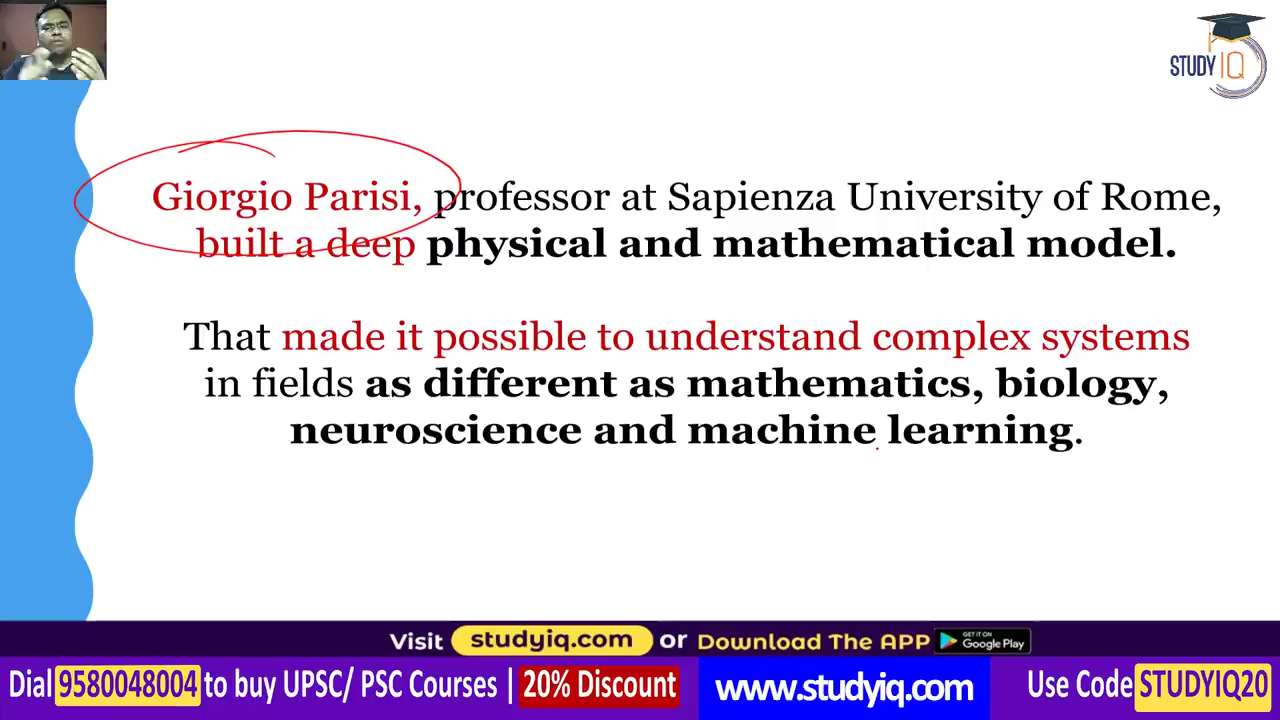 STUDY IQ
Giorgio Parisi, professor at Sapienza University of Rome,
built a deep physical and mathematical model.
That made it possible to understand complex systems
in fields as different as mathematics, biology,
neuroscience and machine learning.
Visit studyiq.com or Download The APP GET IT ON Google Play
Dial 9580048004 to buy UPSC/ PSC Courses | 20% Discount www.studyiq.com Use Code STUDYIQ20